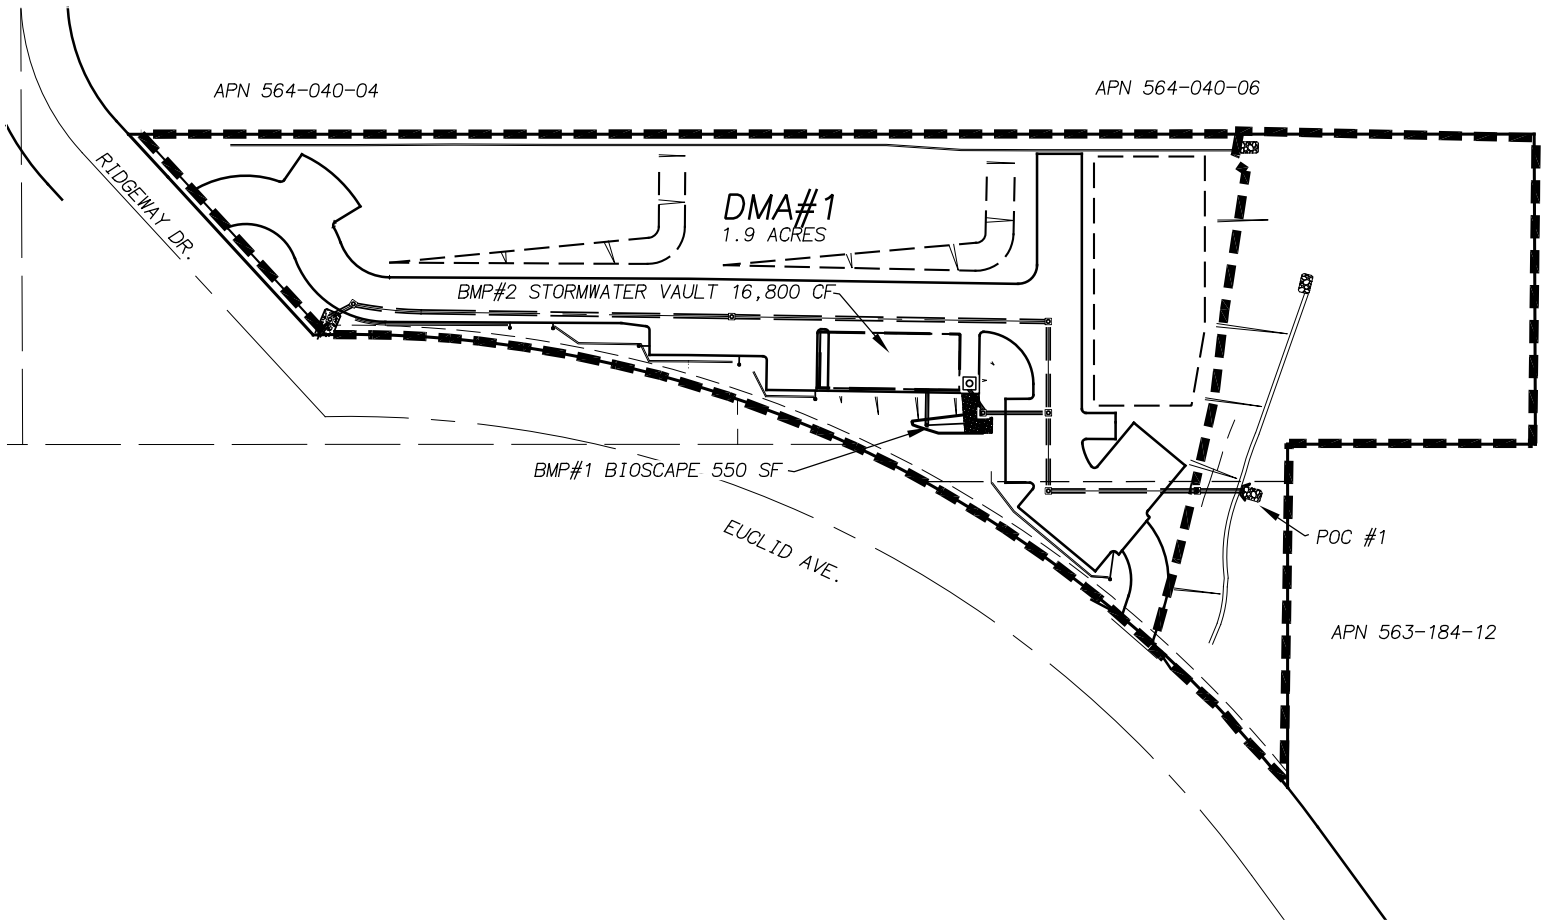 APN 564-040-04
APN 564-040-06
RIDGEWAY DR.
DMA#1
1.9 ACRES
BMP#2 STORMWATER VAULT 16,800 CF
BMP#1 BIOSCAPE 550 SF
EUCLID AVE.
POC #1
APN 563-184-12